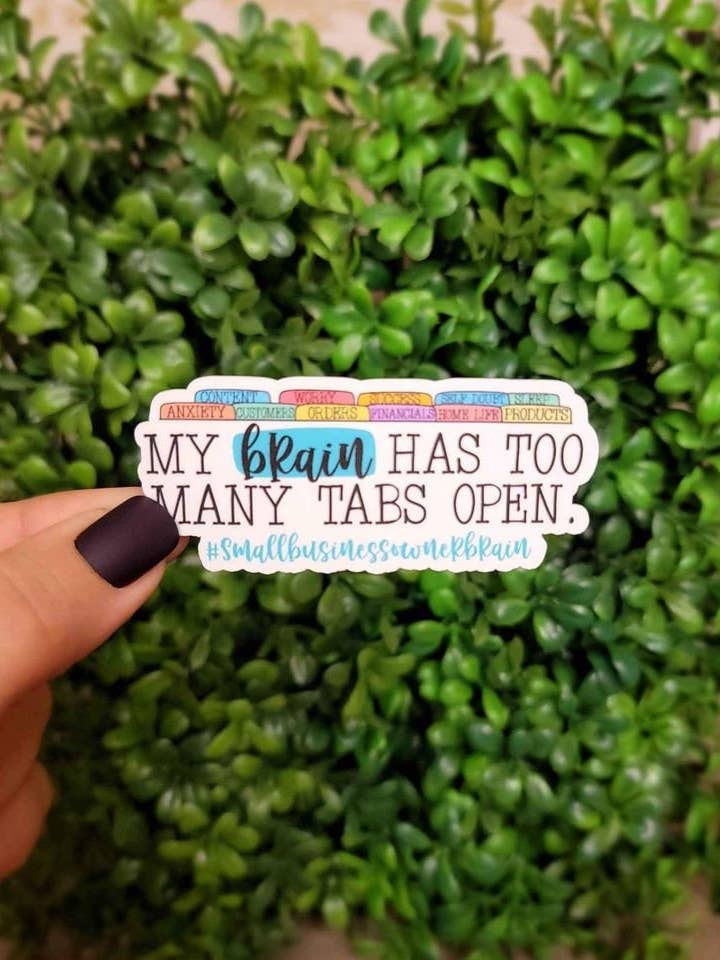 CONTENT WORRY SUCCESS SELF DOUBT SLEEP
ANXIETY CUSTOMERS ORDERS FINANCIALS HOME LIFE PRODUCTS
MY bRain HAS TOO
MANY TABS OPEN.
#smallbusinessowneRbRain